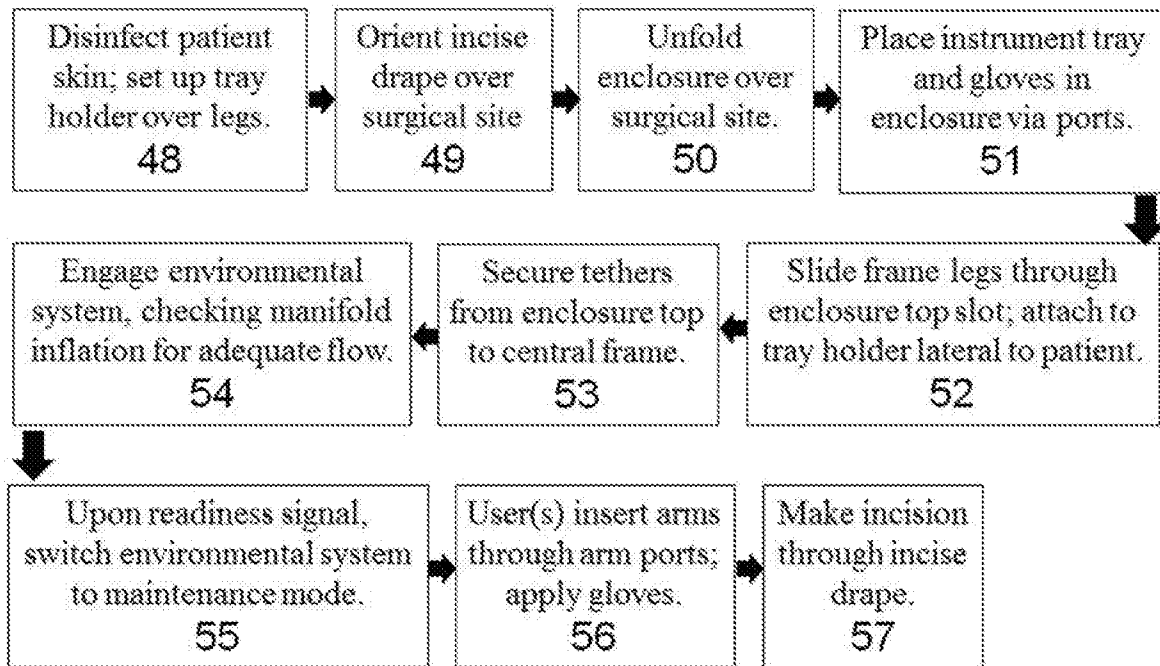 Disinfect patient
skin; set up tray
holder over legs.
48
Orient incise
drape over
surgical site
49
Unfold
enclosure over
surgical site.
50
Place instrument tray
and gloves in
enclosure via ports.
51
Slide frame legs through
enclosure top slot; attach to
tray holder lateral to patient.
52
Secure tethers
from enclosure top
to central frame.
53
Engage environmental
system, checking manifold
inflation for adequate flow.
54
Upon readiness signal,
switch environmental system
to maintenance mode.
55
User(s) insert arms
through arm ports;
apply gloves.
56
Make incision
through incise
drape.
57